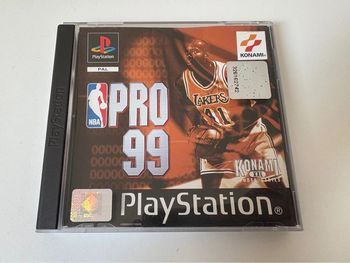 PlayStation
PlayStation
PAL
KONAMI
NBA
PRO
99
LAKERS
KONAMI
PlayStation